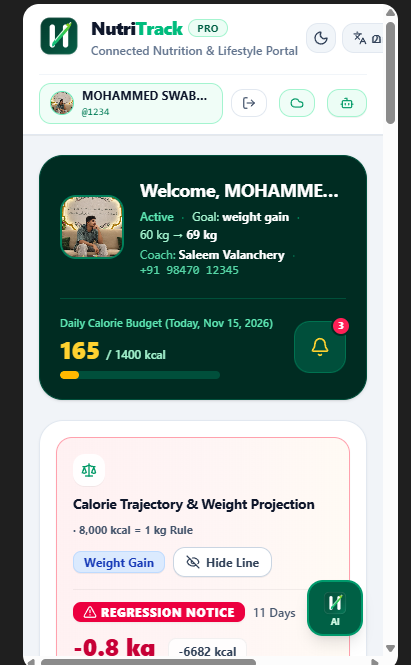 NutriTrack PRO
Connected Nutrition & Lifestyle Portal
MOHAMMED SWAB...
@1234
Welcome, MOHAMME...
Active · Goal: weight gain ·
60 kg → 69 kg
Coach: Saleem Valanchery ·
+91 98470 12345
Daily Calorie Budget (Today, Nov 15, 2026)
165 / 1400 kcal
3
Calorie Trajectory & Weight Projection
· 8,000 kcal = 1 kg Rule
Weight Gain
Hide Line
REGRESSION NOTICE 11 Days
AI
-0.8 kg -6682 kcal